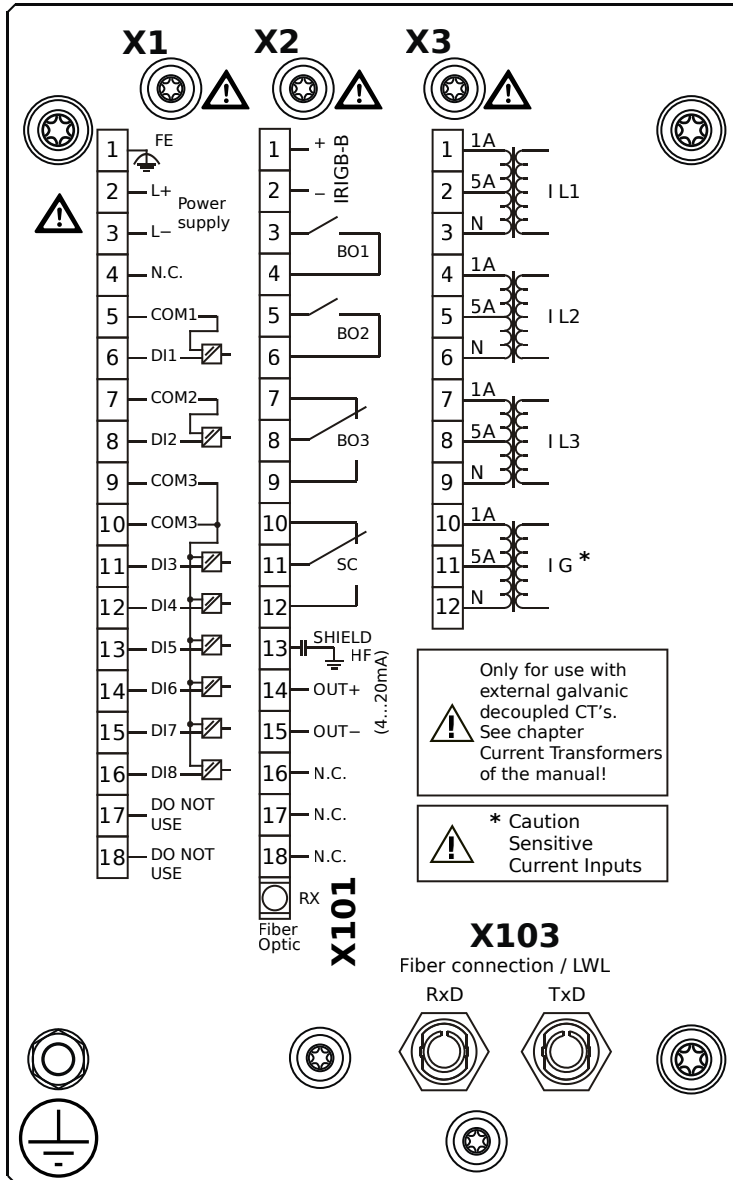 X1
X2
X3
1 FE
2 L+
Power
supply
3 L−
4 N.C.
5 COM1
6 DI1
7 COM2
8 DI2
9 COM3
10 COM3
11 DI3
12 DI4
13 DI5
14 DI6
15 DI7
16 DI8
17 DO NOT
USE
18 DO NOT
USE
1 +
2 −
IRIGB-B
3
BO1
4
5
BO2
6
7
8 BO3
9
10
11 SC
12
13 SHIELD
HF
14 OUT+
15 OUT−
(4...20mA)
16 N.C.
17 N.C.
18 N.C.
RX
Fiber
Optic
X101
1 1A
2 5A I L1
3 N
4 1A
5 5A I L2
6 N
7 1A
8 5A I L3
9 N
10 1A
11 5A I G *
12 N
Only for use with
external galvanic
decoupled CT's.
See chapter
Current Transformers
of the manual!
* Caution
Sensitive
Current Inputs
X103
Fiber connection / LWL
RxD TxD